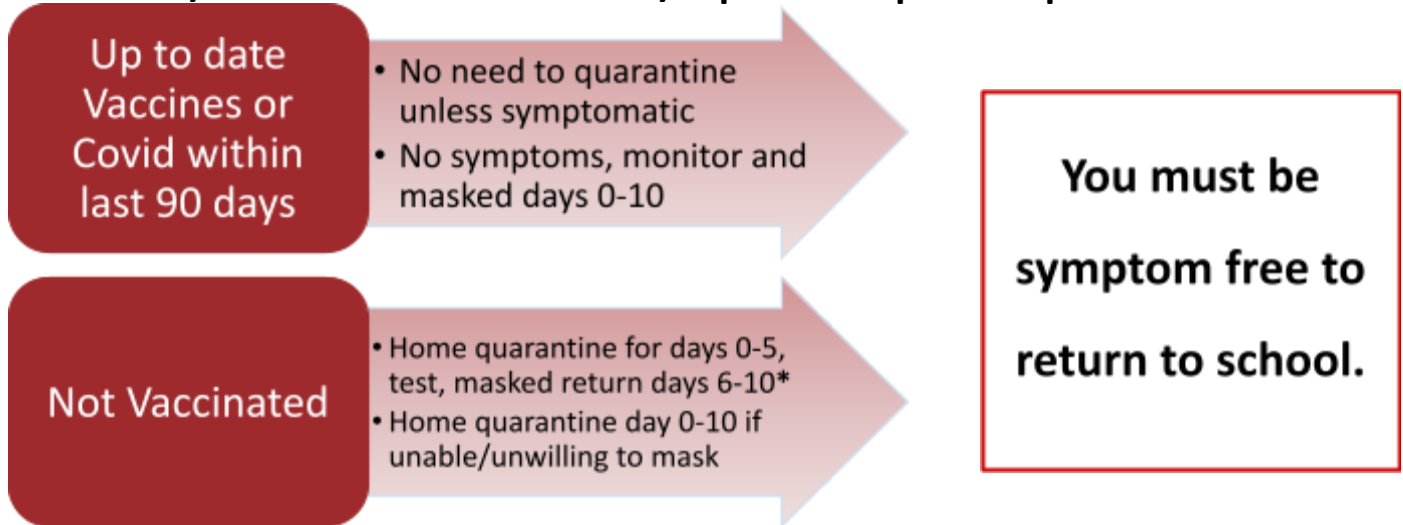 Up to date
Vaccines or
Covid within
last 90 days
• No need to quarantine
unless symptomatic
• No symptoms, monitor and
masked days 0-10
Not Vaccinated
• Home quarantine for days 0-5,
test, masked return days 6-10*
• Home quarantine day 0-10 if
unable/unwilling to mask
You must be
symptom free to
return to school.